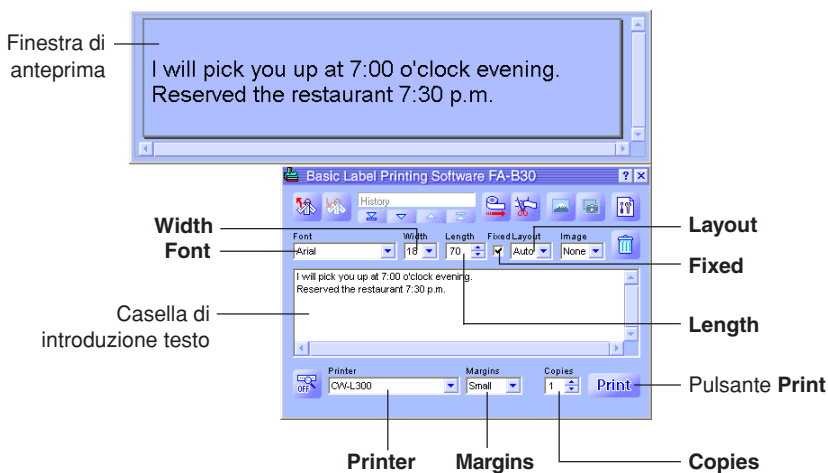 Finestra di
anteprima
I will pick you up at 7:00 o'clock evening.
Reserved the restaurant 7:30 p.m.
Basic Label Printing Software FA-B30
History
Width
Font
Layout
Fixed
Font Width Length Fixed Layout Image
Arial 18 70 Auto None
I will pick you up at 7:00 o'clock evening.
Reserved the restaurant 7:30 p.m.
Casella di
introduzione testo
Length
Printer Margins Copies
OFF CW-L300 Small 1 Print
Pulsante Print
Printer Margins Copies